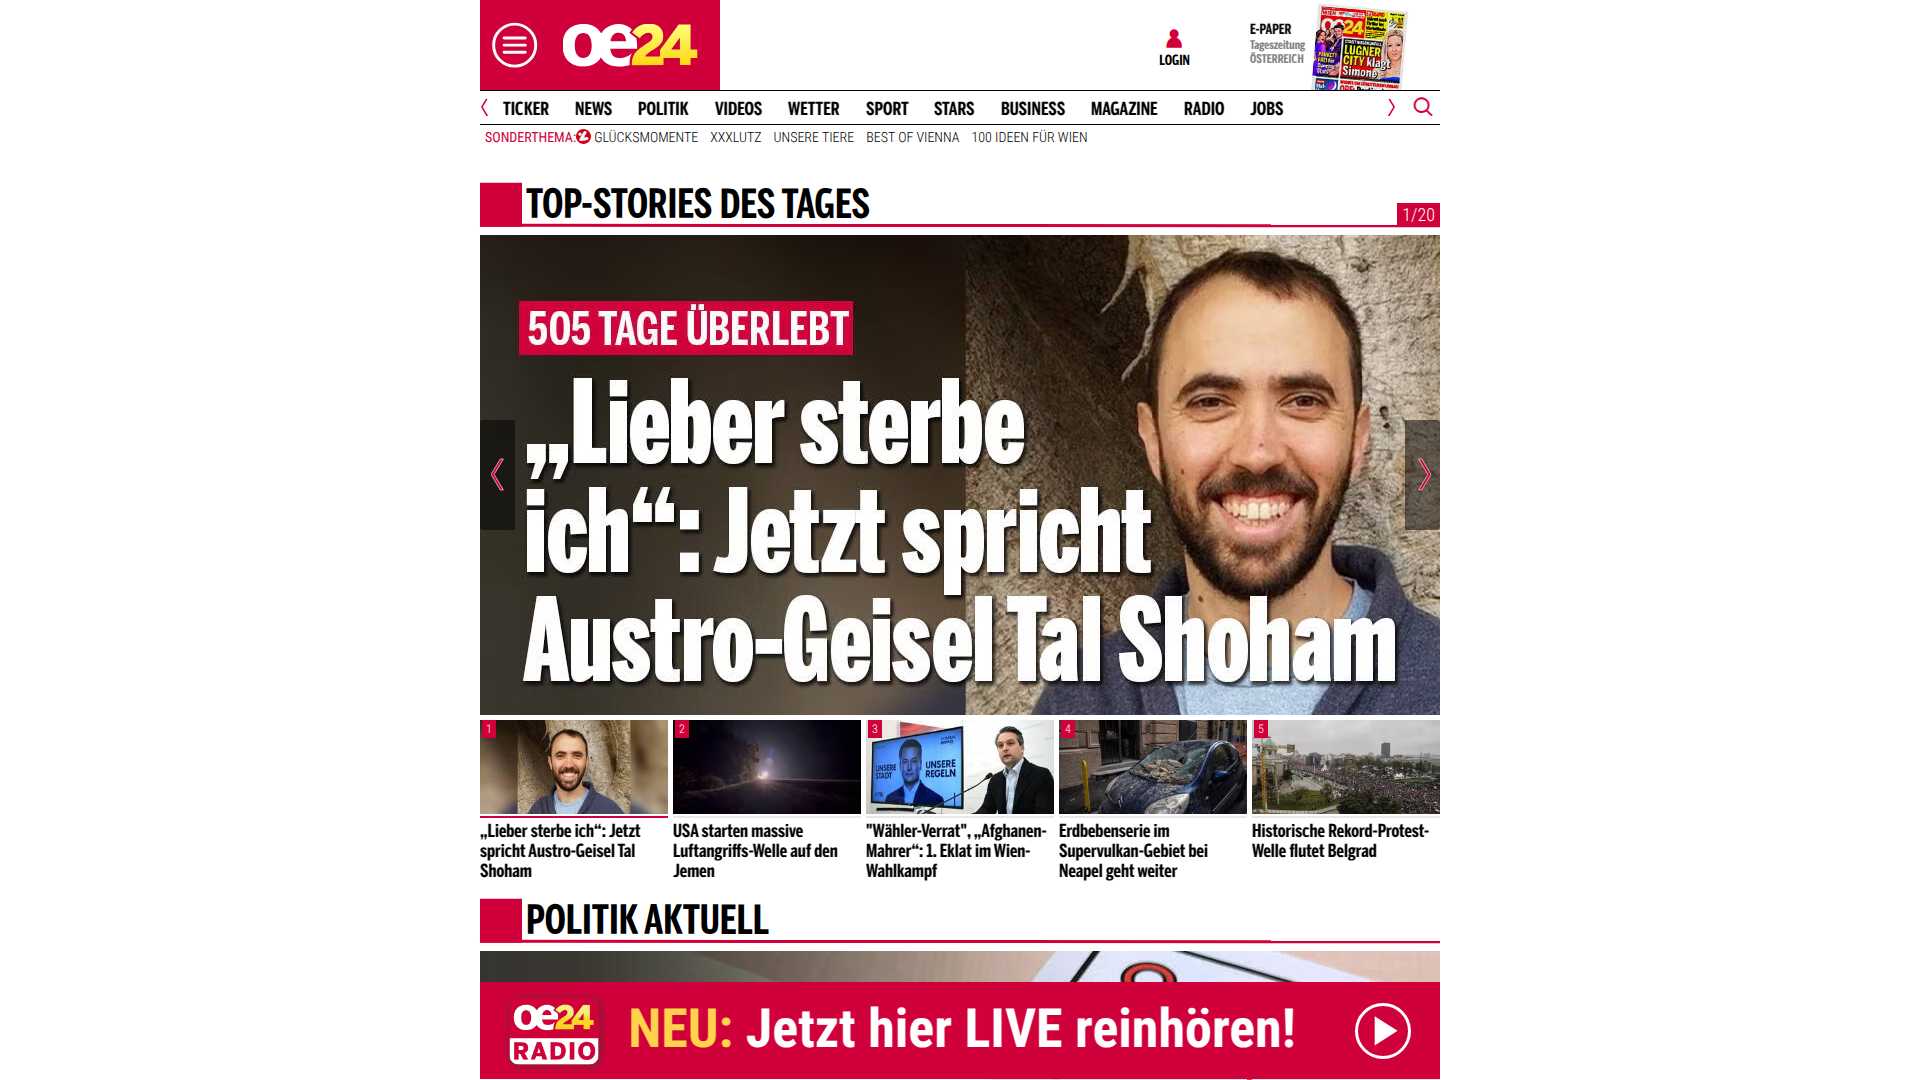 oe24
LOGIN
E-PAPER
Tageszeitung
ÖSTERREICH
oe24
LUGNER
CITY klagt
Simone
TICKER NEWS POLITIK VIDEOS WETTER SPORT STARS BUSINESS MAGAZINE RADIO JOBS
SONDERTHEMA: GLÜCKSMOMENTE XXXLUTZ UNSERE TIERE BEST OF VIENNA 100 IDEEN FÜR WIEN
TOP-STORIES DES TAGES
1/20
505 TAGE ÜBERLEBT
„Lieber sterbe
ich“: Jetzt spricht
Austro-Geisel Tal Shoham
1
„Lieber sterbe ich“: Jetzt
spricht Austro-Geisel Tal
Shoham
2
USA starten massive
Luftangriffs-Welle auf den
Jemen
3
UNSERE STADT
UNSERE REGELN
"Wähler-Verrat", „Afghanen-
Mahrer“: 1. Eklat im Wien-
Wahlkampf
4
Erdbebenserie im
Supervulkan-Gebiet bei
Neapel geht weiter
5
Historische Rekord-Protest-
Welle flutet Belgrad
POLITIK AKTUELL
oe24
RADIO
NEU: Jetzt hier LIVE reinhören!